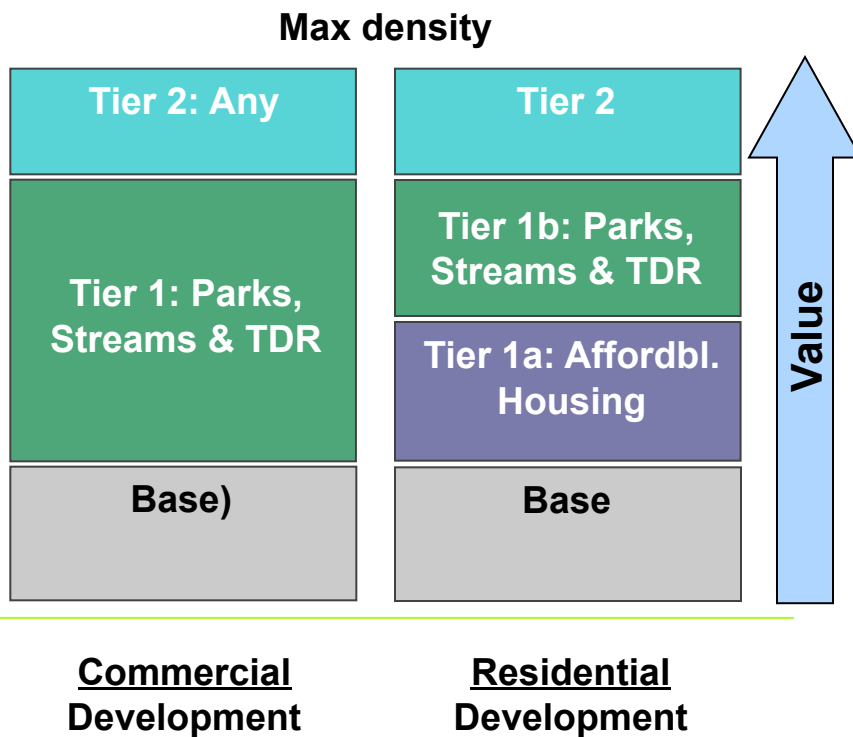 Max density
Tier 2: Any
Tier 1: Parks,
Streams & TDR
Base)
Commercial
Development
Tier 2
Tier 1b: Parks,
Streams & TDR
Tier 1a: Affordbl.
Housing
Base
Residential
Development
Value